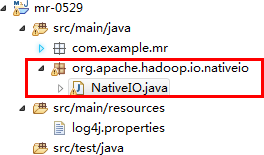 mr-0529
src/main/java
com.example.mr
org.apache.hadoop.io.nativeio
NativeIO.java
src/main/resources
log4j.properties
src/test/java